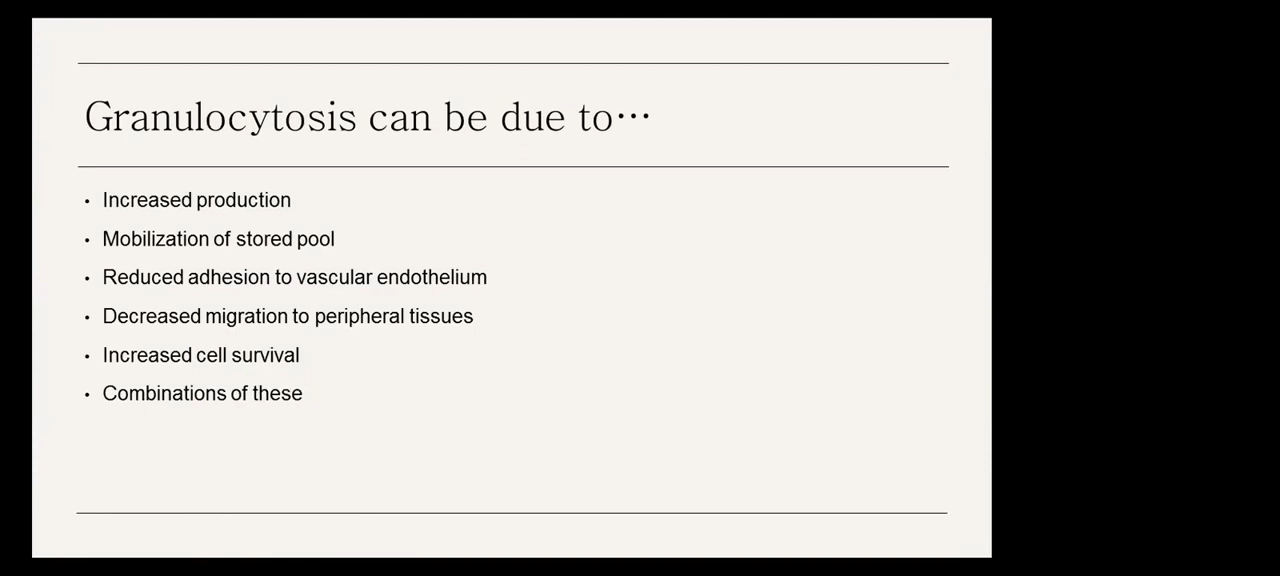 Granulocytosis can be due to…
• Increased production
• Mobilization of stored pool
• Reduced adhesion to vascular endothelium
• Decreased migration to peripheral tissues
• Increased cell survival
• Combinations of these